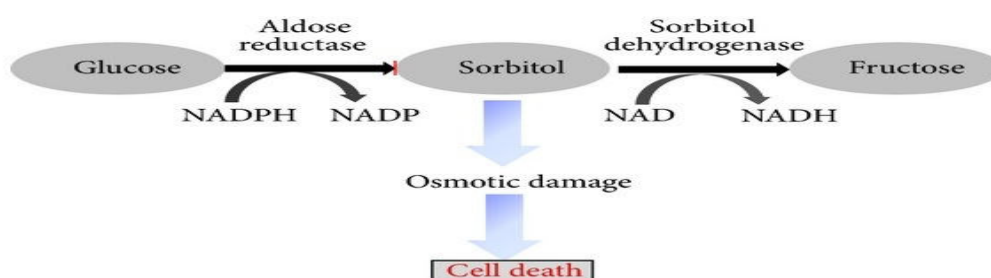 Aldose
reductase
Sorbitol
dehydrogenase
Glucose
Sorbitol
Fructose
NADPH
NADP
NAD
NADH
Osmotic damage
Cell death